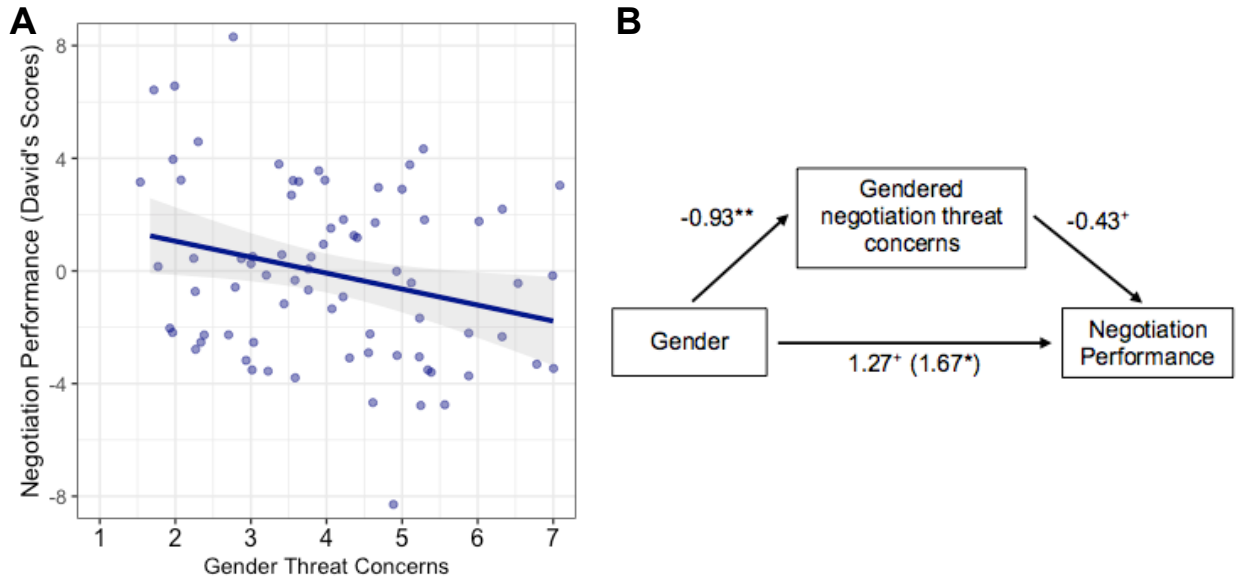 A
Negotiation Performance (David's Scores)
8
4
0
-4
-8
1 2 3 4 5 6 7
Gender Threat Concerns
B
Gendered
negotiation threat
concerns
-0.93**
-0.43⁺
Gender
Negotiation
Performance
1.27⁺ (1.67*)